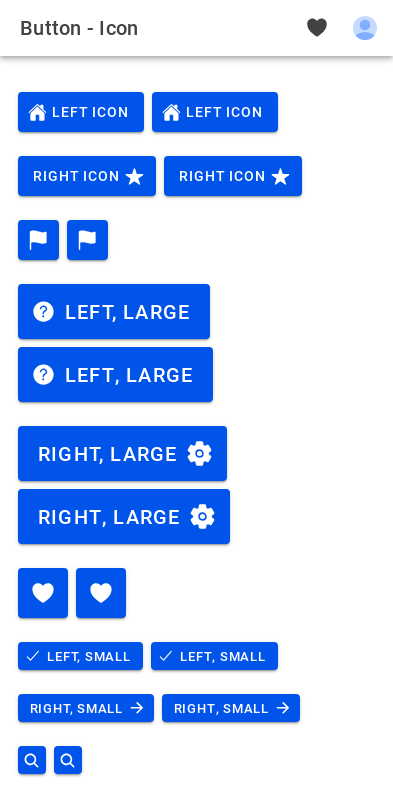 Button - Icon
LEFT ICON LEFT ICON
RIGHT ICON RIGHT ICON
LEFT, LARGE
LEFT, LARGE
RIGHT, LARGE
RIGHT, LARGE
LEFT, SMALL LEFT, SMALL
RIGHT, SMALL RIGHT, SMALL